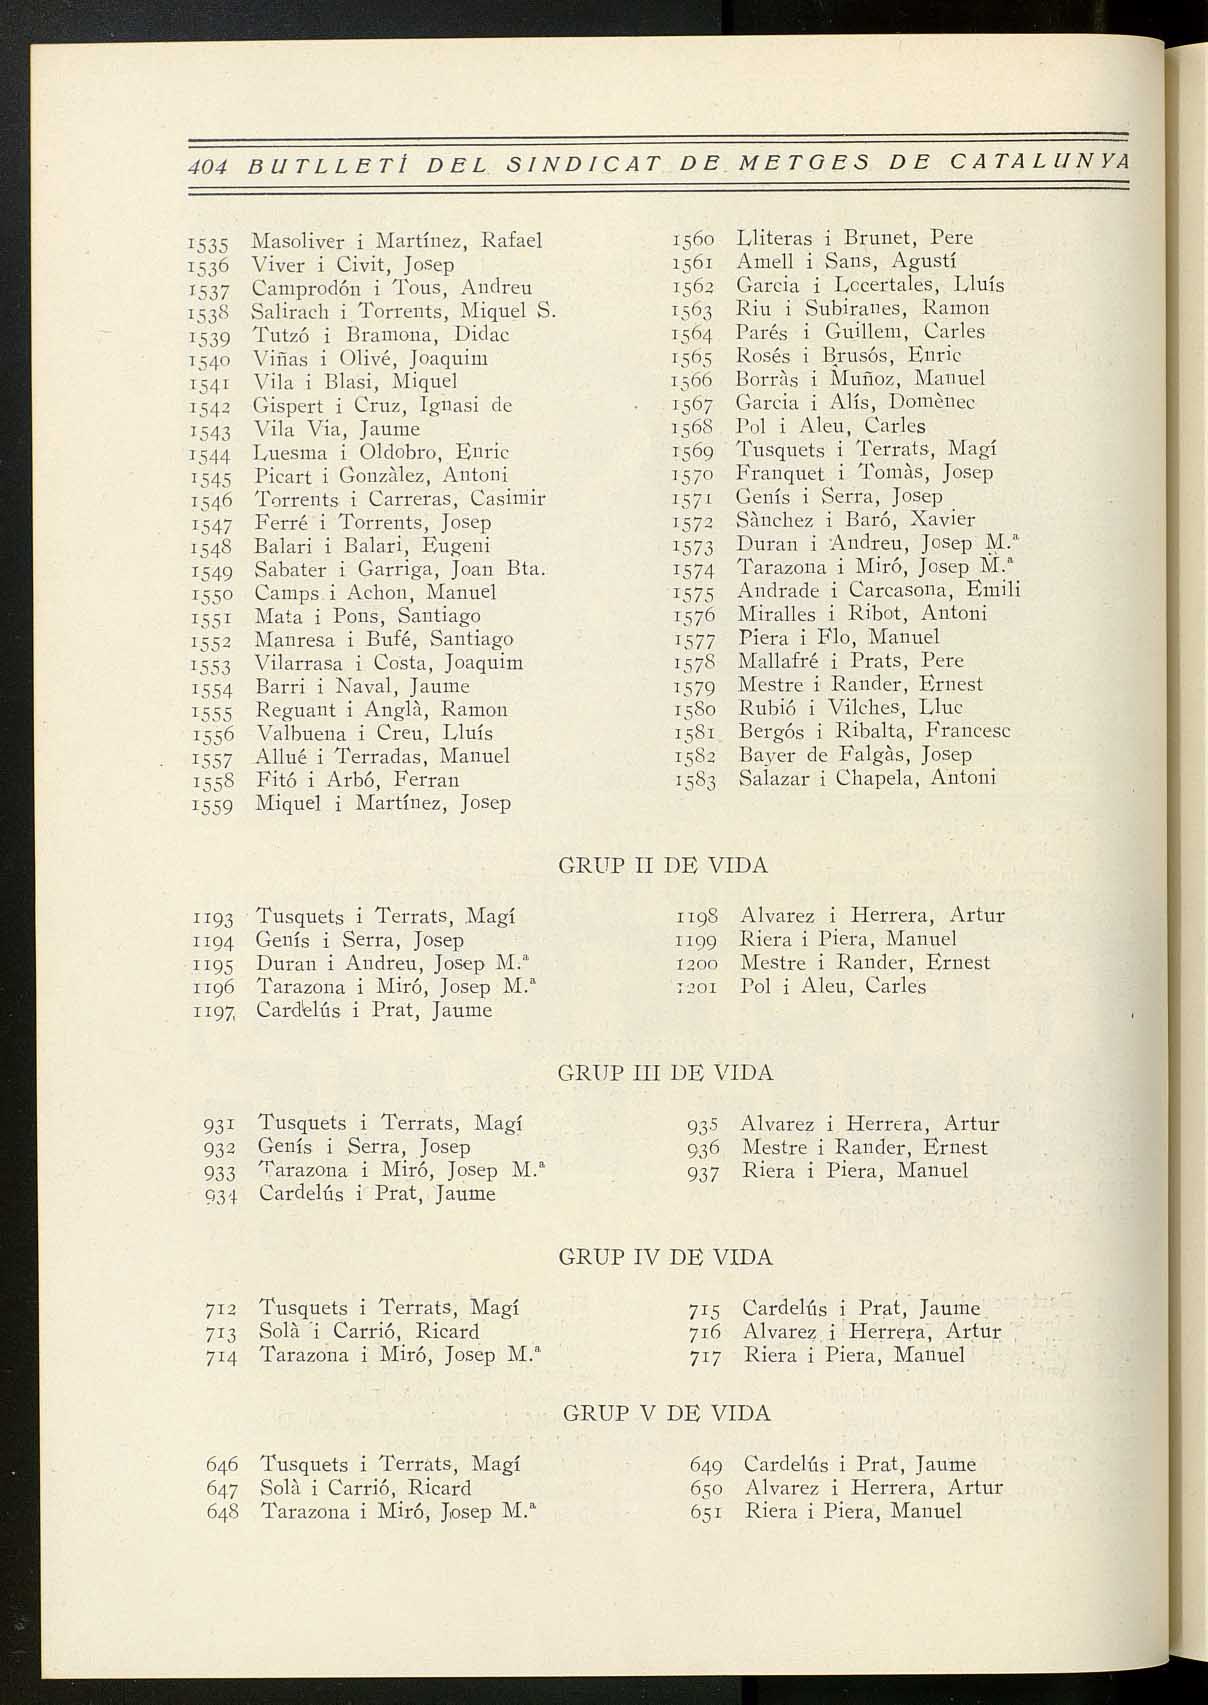 404 BUTLLETÍ DEL SINDICAT DE METGES DE CATALUNYA
1535 Masoliver i Martínez, Rafael
1536 Viver i Civit, Josep
1537 Camprodón i Tous, Andreu
1538 Salirach i Torrents, Miquel S.
1539 Tutzó i Bramona, Didac
1540 Viñas i Olivé, Joaquim
1541 Vila i Blasi, Miquel
1542 Gispert i Cruz, Ignasi de
1543 Vila Via, Jaume
1544 Luesma i Oldobro, Enric
1545 Picart i Gonzàlez, Antoni
1546 Torrents i Carreras, Casimir
1547 Ferré i Torrents, Josep
1548 Balari i Balari, Eugeni
1549 Sabater i Garriga, Joan Bta.
1550 Camps i Achon, Manuel
1551 Mata i Pons, Santiago
1552 Manresa i Bufé, Santiago
1553 Vilarrasa i Costa, Joaquim
1554 Barri i Naval, Jaume
1555 Reguant i Anglà, Ramon
1556 Valbuena i Creu, Lluís
1557 Allué i Terradas, Manuel
1558 Fitó i Arbó, Ferran
1559 Miquel i Martínez, Josep
1560 Lliteras i Brunet, Pere
1561 Amell i Sans, Agustí
1562 Garcia i Locertales, Lluís
1563 Riu i Subiranes, Ramon
1564 Parés i Guillem, Carles
1565 Rosés i Brusós, Enric
1566 Borràs i Muñoz, Manuel
1567 Garcia i Alís, Domènec
1568 Pol i Aleu, Carles
1569 Tusquets i Terrats, Magí
1570 Franquet i Tomàs, Josep
1571 Genís i Serra, Josep
1572 Sànchez i Baró, Xavier
1573 Duran i Andreu, Josep M.ª
1574 Tarazona i Miró, Josep M.ª
1575 Andrade i Carcasona, Emili
1576 Miralles i Ribot, Antoni
1577 Piera i Flo, Manuel
1578 Mallafré i Prats, Pere
1579 Mestre i Rander, Ernest
1580 Rubió i Vilches, Lluc
1581 Bergós i Ribalta, Francesc
1582 Bayer de Falgàs, Josep
1583 Salazar i Chapela, Antoni
GRUP II DE VIDA
1193 Tusquets i Terrats, Magí
1194 Genís i Serra, Josep
1195 Duran i Andreu, Josep M.ª
1196 Tarazona i Miró, Josep M.ª
1197 Cardelús i Prat, Jaume
1198 Alvarez i Herrera, Artur
1199 Riera i Piera, Manuel
1200 Mestre i Rander, Ernest
1201 Pol i Aleu, Carles
GRUP III DE VIDA
931 Tusquets i Terrats, Magí
932 Genís i Serra, Josep
933 Tarazona i Miró, Josep M.ª
934 Cardelús i Prat, Jaume
935 Alvarez i Herrera, Artur
936 Mestre i Rander, Ernest
937 Riera i Piera, Manuel
GRUP IV DE VIDA
712 Tusquets i Terrats, Magí
713 Solà i Carrió, Ricard
714 Tarazona i Miró, Josep M.ª
715 Cardelús i Prat, Jaume
716 Alvarez i Herrera, Artur
717 Riera i Piera, Manuel
GRUP V DE VIDA
646 Tusquets i Terrats, Magí
647 Solà i Carrió, Ricard
648 Tarazona i Miró, Josep M.ª
649 Cardelús i Prat, Jaume
650 Alvarez i Herrera, Artur
651 Riera i Piera, Manuel